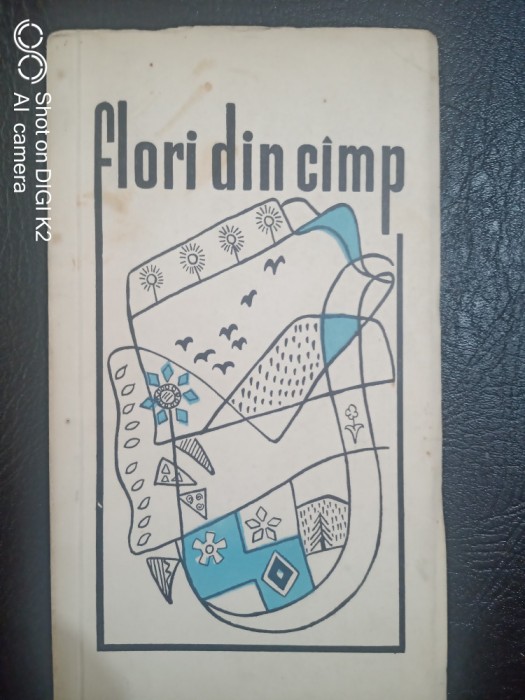 flori din cîmp
Shot on DIGI K2
AI camera